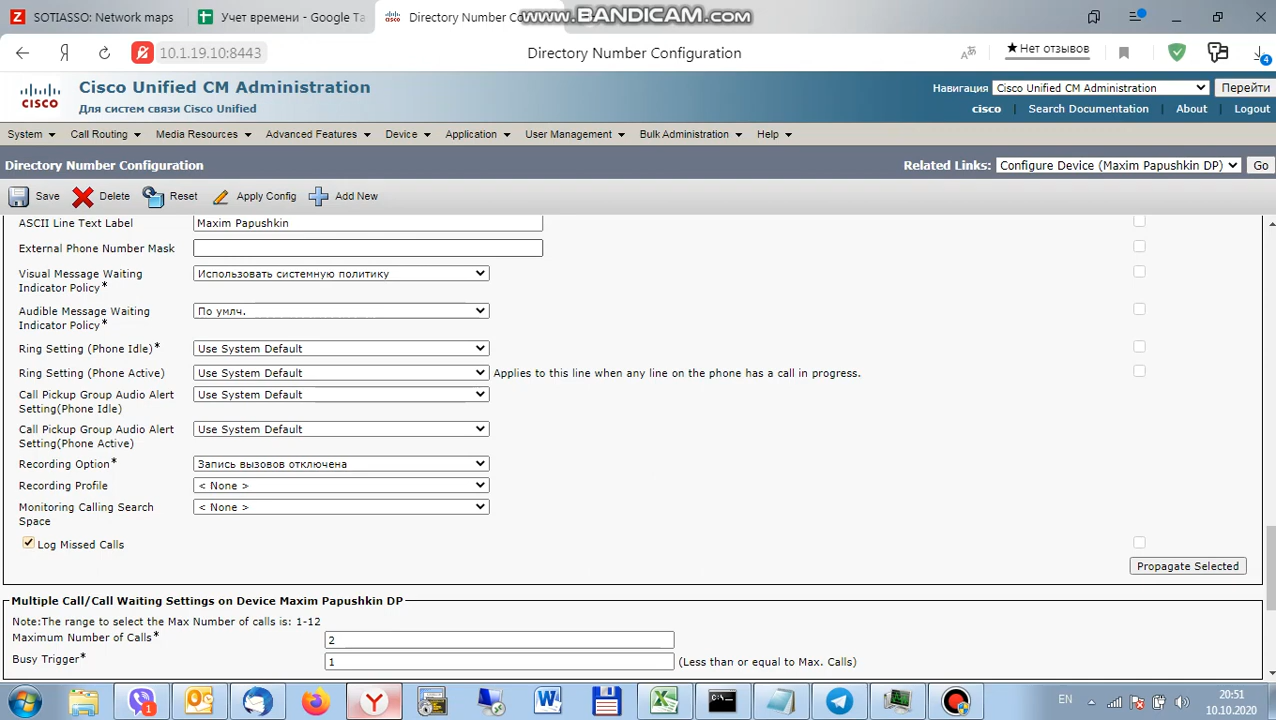 www.BANDICAM.com
SOTIASSO: Network maps
Учет времени - Google Та
Directory Number Co
10.1.19.10:8443
Directory Number Configuration
★Нет отзывов
4
Cisco Unified CM Administration
Для систем связи Cisco Unified
CISCO
Навигация
Cisco Unified CM Administration
Перейти
cisco | Search Documentation | About | Logout
System Call Routing Media Resources Advanced Features Device Application User Management Bulk Administration Help
Directory Number Configuration
Related Links: Configure Device (Maxim Papushkin DP) Go
Save Delete Reset Apply Config Add New
ASCII Line Text Label Maxim Papushkin
External Phone Number Mask
Visual Message Waiting
Indicator Policy*
Использовать системную политику
Audible Message Waiting
Indicator Policy*
По умлч.
Ring Setting (Phone Idle)* Use System Default
Ring Setting (Phone Active) Use System Default Applies to this line when any line on the phone has a call in progress.
Call Pickup Group Audio Alert
Setting(Phone Idle)
Use System Default
Call Pickup Group Audio Alert
Setting(Phone Active)
Use System Default
Recording Option* Запись вызовов отключена
Recording Profile < None >
Monitoring Calling Search
Space
< None >
Log Missed Calls
Propagate Selected
Multiple Call/Call Waiting Settings on Device Maxim Papushkin DP
Note:The range to select the Max Number of calls is: 1-12
Maximum Number of Calls* 2
Busy Trigger* 1 (Less than or equal to Max. Calls)
1
EN
20:51
10.10.2020